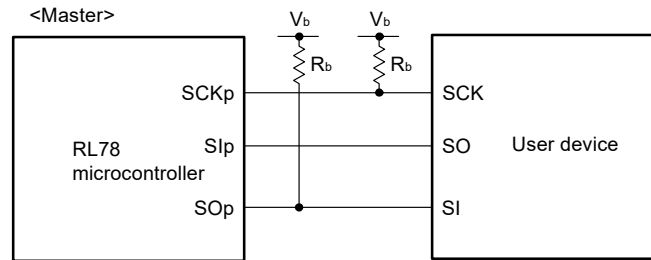 <Master>
Vb
Vb
Rb
Rb
SCKp
SCK
RL78
microcontroller
SIp
SO
User device
SOp
SI